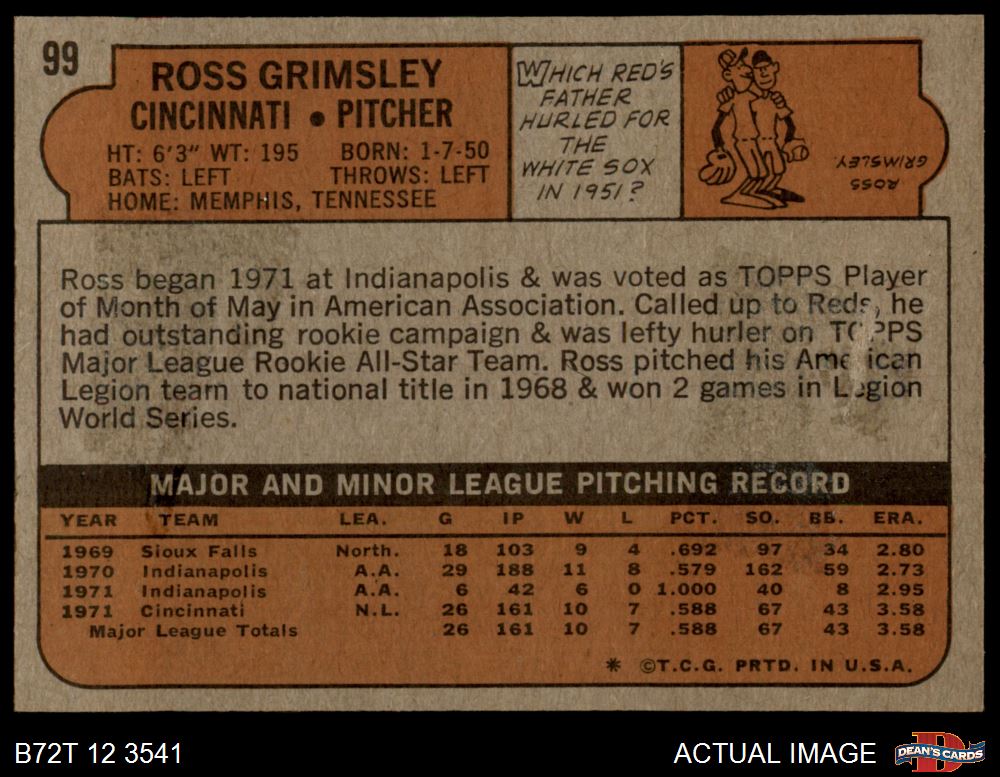 99
ROSS GRIMSLEY
CINCINNATI • PITCHER
HT: 6'3" WT: 195 BORN: 1-7-50
BATS: LEFT THROWS: LEFT
HOME: MEMPHIS, TENNESSEE
WHICH RED'S
FATHER
HURLED FOR
THE
WHITE SOX
IN 1951?
ROSS
GRIMSLEY.
Ross began 1971 at Indianapolis & was voted as TOPPS Player
of Month of May in American Association. Called up to Reds, he
had outstanding rookie campaign & was lefty hurler on TOPPS
Major League Rookie All-Star Team. Ross pitched his American
Legion team to national title in 1968 & won 2 games in Legion
World Series.
MAJOR AND MINOR LEAGUE PITCHING RECORD
YEAR TEAM LEA. G IP W L PCT. SO. BB. ERA.
1969 Sioux Falls North. 18 103 9 4 .692 97 34 2.80
1970 Indianapolis A.A. 29 188 11 8 .579 162 59 2.73
1971 Indianapolis A.A. 6 42 6 0 1.000 40 8 2.95
1971 Cincinnati N.L. 26 161 10 7 .588 67 43 3.58
Major League Totals 26 161 10 7 .588 67 43 3.58
* ©T.C.G. PRTD. IN U.S.A.
B72T 12 3541
ACTUAL IMAGE
DEAN'S CARDS